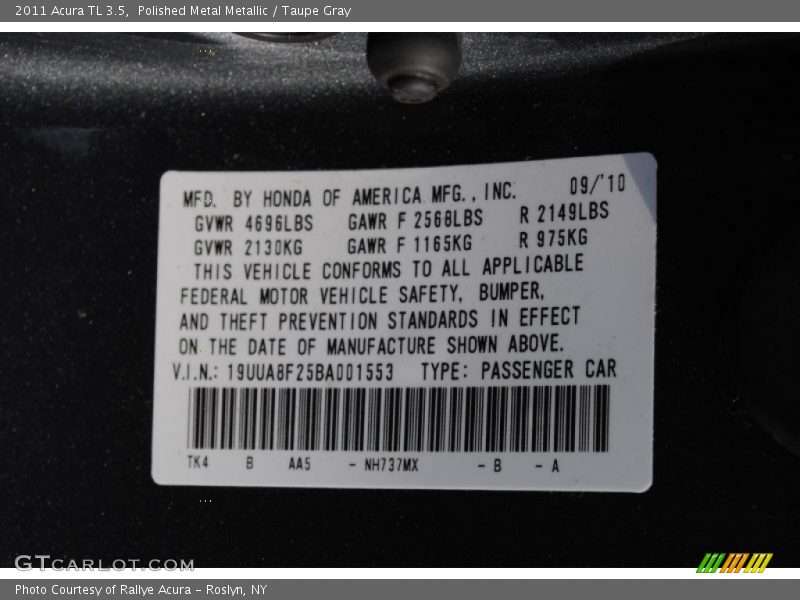 2011 Acura TL 3.5,  Polished Metal Metallic / Taupe Gray
MFD. BY HONDA OF AMERICA MFG., INC. 09/'10
GVWR 4696LBS GAWR F 2568LBS R 2149LBS
GVWR 2130KG GAWR F 1165KG R 975KG
THIS VEHICLE CONFORMS TO ALL APPLICABLE
FEDERAL MOTOR VEHICLE SAFETY, BUMPER,
AND THEFT PREVENTION STANDARDS IN EFFECT
ON THE DATE OF MANUFACTURE SHOWN ABOVE.
V.I.N.: 19UUA8F25BA001553 TYPE: PASSENGER CAR
TK4 B AA5 - NH737MX - B - A
GTCARLOT.COM
Photo Courtesy of Rallye Acura - Roslyn, NY